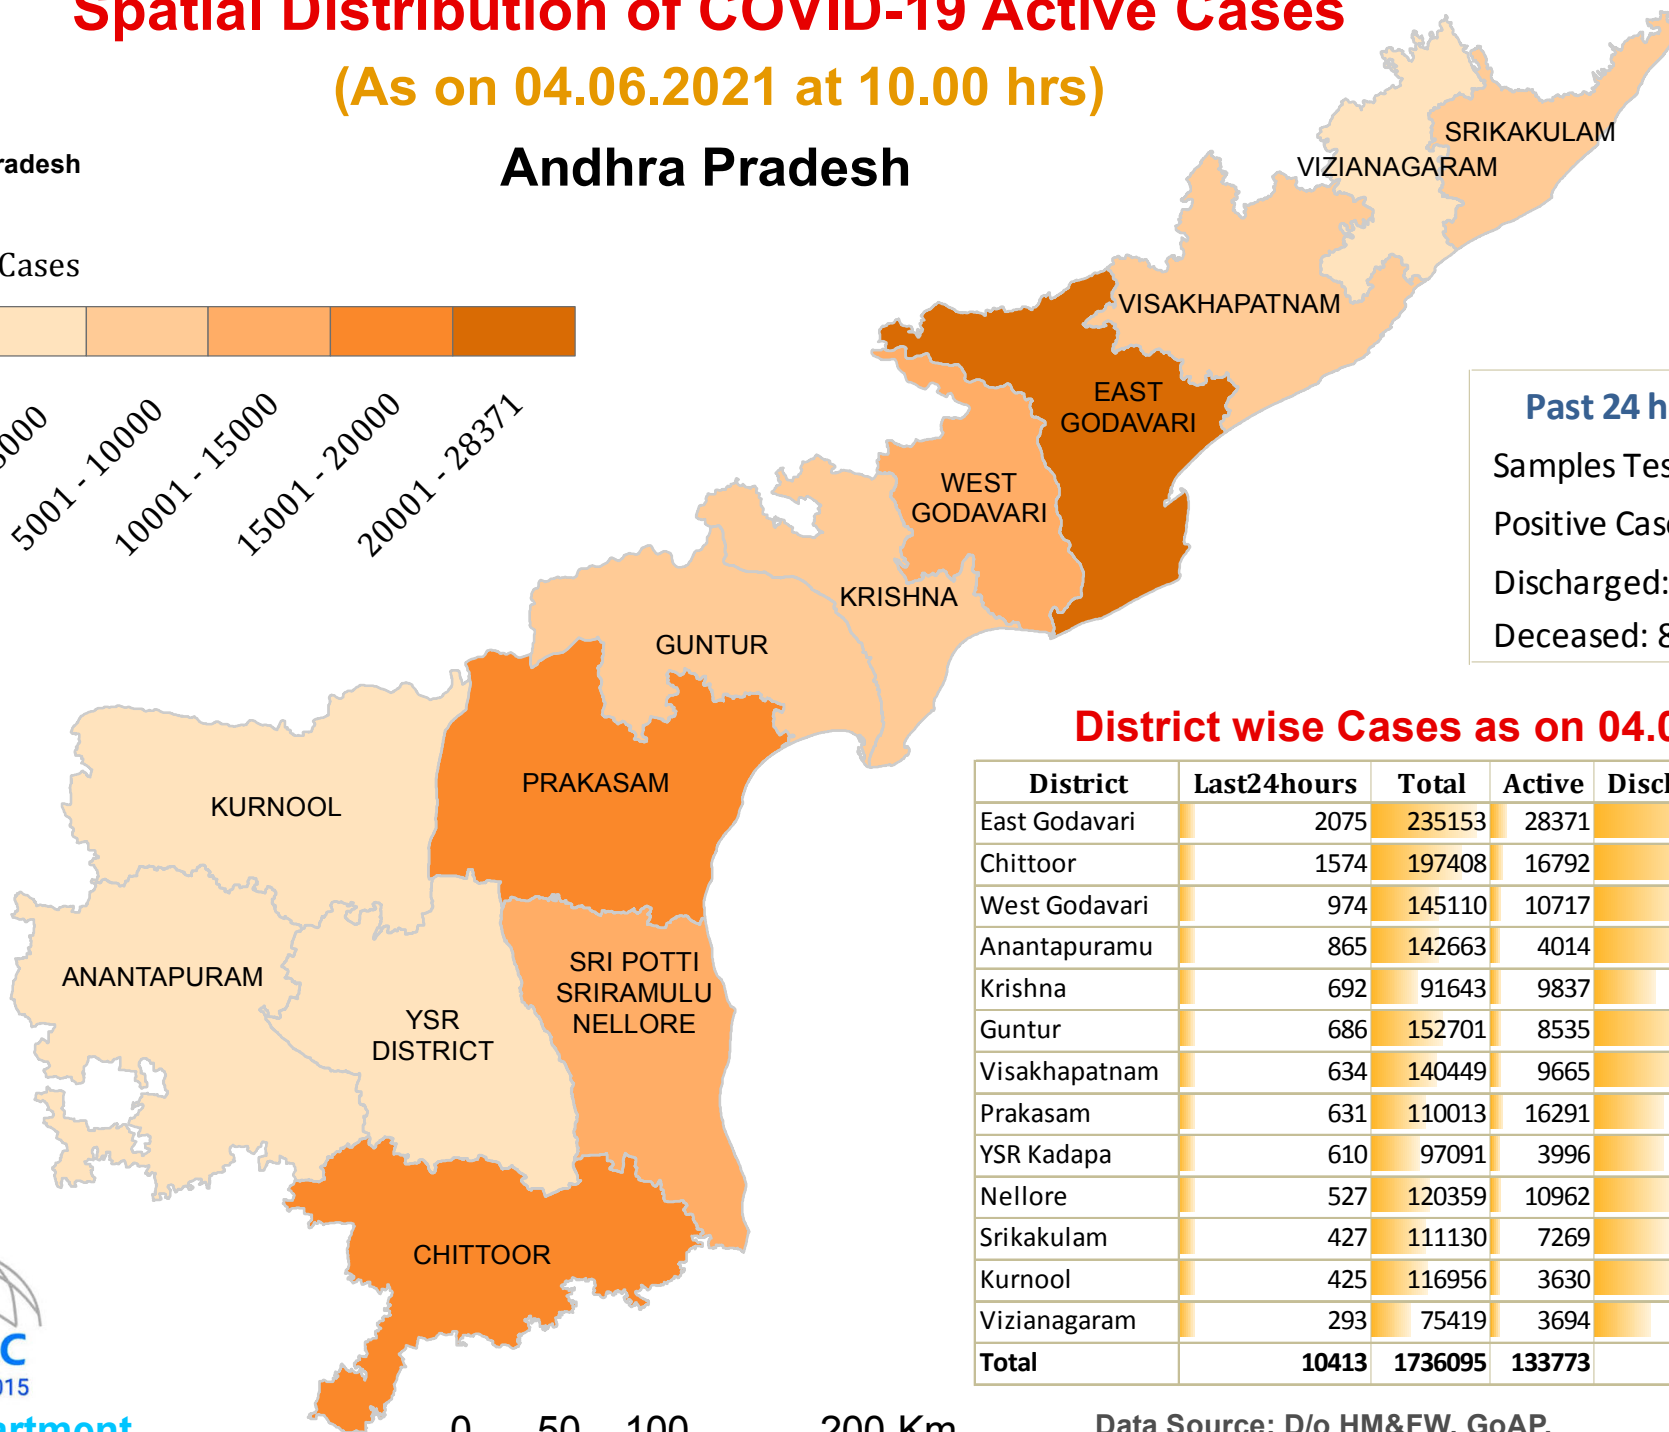 Spatial Distribution of COVID-19 Active Cases
(As on 04.06.2021 at 10.00 hrs)
Andhra Pradesh
Cases
5001 - 10000
10001 - 15000
15001 - 20000
20001 - 28371
SRIKAKULAM
VIZIANAGARAM
VISAKHAPATNAM
EAST
GODAVARI
WEST
GODAVARI
KRISHNA
GUNTUR
PRAKASAM
KURNOOL
ANANTAPURAM
YSR
DISTRICT
SRI POTTI
SRIRAMULU
NELLORE
CHITTOOR
Past 24 h
Samples Tes
Positive Cas
Discharged:
Deceased: 8
District wise Cases as on 04.0
District Last24hours Total Active Disch
East Godavari 2075 235153 28371
Chittoor 1574 197408 16792
West Godavari 974 145110 10717
Anantapuramu 865 142663 4014
Krishna 692 91643 9837
Guntur 686 152701 8535
Visakhapatnam 634 140449 9665
Prakasam 631 110013 16291
YSR Kadapa 610 97091 3996
Nellore 527 120359 10962
Srikakulam 427 111130 7269
Kurnool 425 116956 3630
Vizianagaram 293 75419 3694
Total 10413 1736095 133773
C
015
artment
0 50 100 200 Km
Data Source: D/o HM&FW, GoAP.